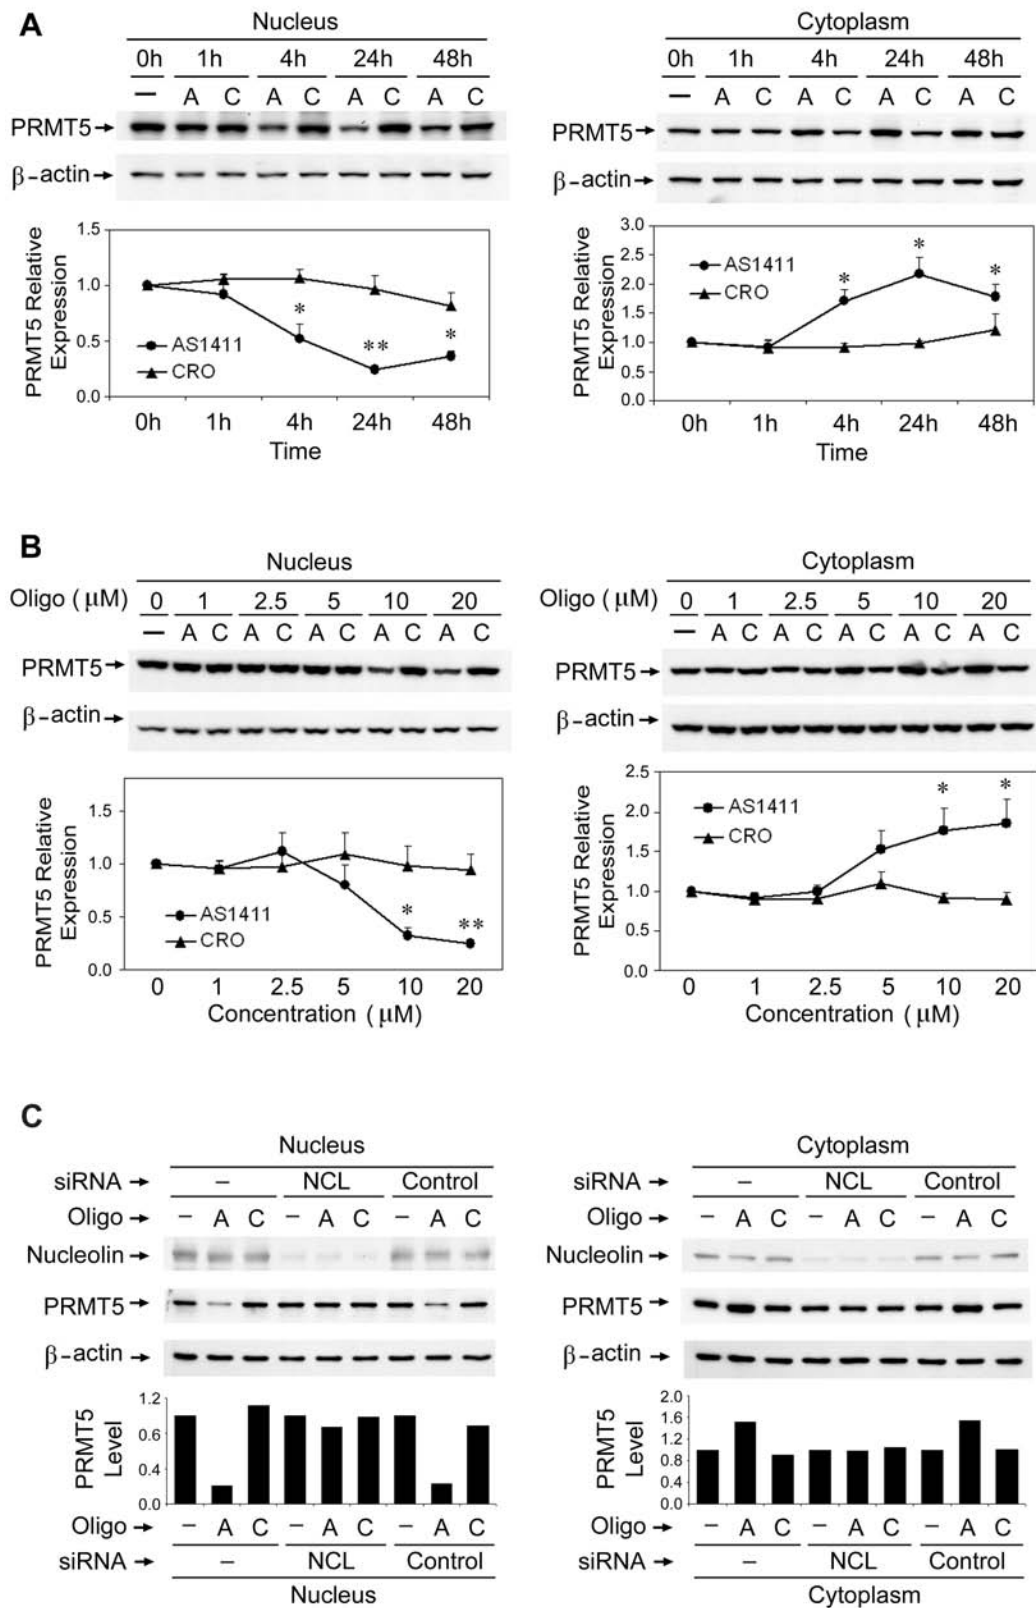 A
Nucleus
0h 1h 4h 24h 48h
– A C A C A C A C
PRMT5
β-actin
PRMT5 Relative
Expression
1.5
1.0
0.5
0.0
* ** *
AS1411
CRO
0h 1h 4h 24h 48h
Time
Cytoplasm
0h 1h 4h 24h 48h
– A C A C A C A C
PRMT5
β-actin
PRMT5 Relative
Expression
3.0
2.5
2.0
1.5
1.0
0.5
0.0
* * *
AS1411
CRO
0h 1h 4h 24h 48h
Time
B
Nucleus
Oligo (μM) 0 1 2.5 5 10 20
– A C A C A C A C A C
PRMT5
β-actin
PRMT5 Relative
Expression
1.5
1.0
0.5
0.0
* **
AS1411
CRO
0 1 2.5 5 10 20
Concentration (μM)
Cytoplasm
Oligo (μM) 0 1 2.5 5 10 20
– A C A C A C A C A C
PRMT5
β-actin
PRMT5 Relative
Expression
2.5
2.0
1.5
1.0
0.5
0.0
* *
AS1411
CRO
0 1 2.5 5 10 20
Concentration (μM)
C
Nucleus
siRNA → – NCL Control
Oligo → – A C – A C – A C
Nucleolin →
PRMT5 →
β-actin →
PRMT5
Level
1.2
0.6
0.4
0.0
Oligo → – A C – A C – A C
siRNA → – NCL Control
Nucleus
Cytoplasm
siRNA → – NCL Control
Oligo → – A C – A C – A C
Nucleolin →
PRMT5 →
β-actin →
PRMT5
Level
2.0
1.6
1.2
0.8
0.4
0.0
Oligo → – A C – A C – A C
siRNA → – NCL Control
Cytoplasm